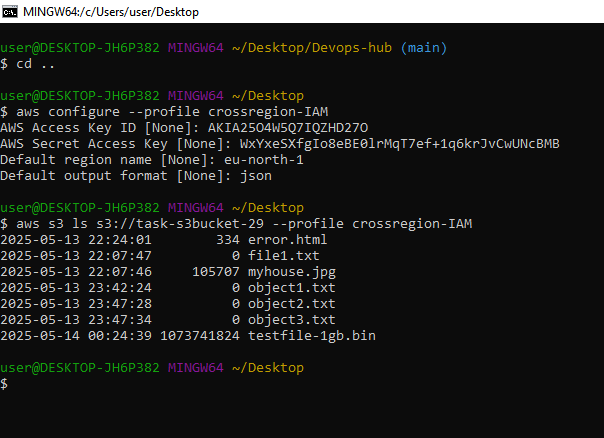 MINGW64:/c/Users/user/Desktop
user@DESKTOP-JH6P382 MINGW64 ~/Desktop/Devops-hub (main)
$ cd ..
user@DESKTOP-JH6P382 MINGW64 ~/Desktop
$ aws configure --profile crossregion-IAM
AWS Access Key ID [None]: AKIA25O4W5Q7IQZHD27O
AWS Secret Access Key [None]: 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
Default region name [None]: eu-north-1
Default output format [None]: json
user@DESKTOP-JH6P382 MINGW64 ~/Desktop
$ aws s3 ls s3://task-s3bucket-29 --profile crossregion-IAM
2025-05-13 22:24:01        334 error.html
2025-05-13 22:07:47          0 file1.txt
2025-05-13 22:07:46     105707 myhouse.jpg
2025-05-13 23:42:24          0 object1.txt
2025-05-13 23:47:28          0 object2.txt
2025-05-13 23:47:34          0 object3.txt
2025-05-14 00:24:39 1073741824 testfile-1gb.bin
user@DESKTOP-JH6P382 MINGW64 ~/Desktop
$